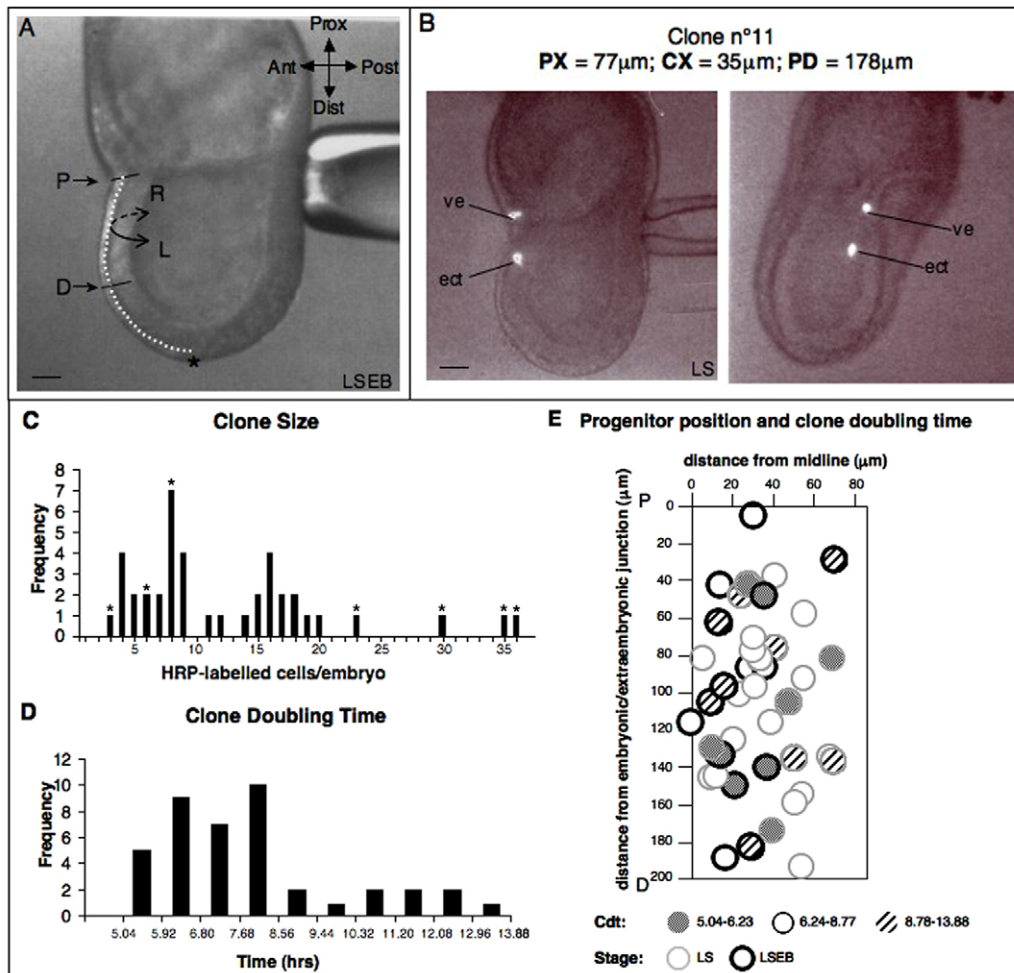 A
Prox
Ant
Post
Dist
P
R
L
D
*
LSEB
B
Clone n°11
PX = 77µm; CX = 35µm; PD = 178µm
ve
ect
LS
ve
ect
C
Clone Size
Frequency
8
7
6
5
4
3
2
1
0
* * * * * * *
5 10 15 20 25 30 35
HRP-labelled cells/embryo
D
Clone Doubling Time
Frequency
12
10
8
6
4
2
0
5.04 5.92 6.80 7.68 8.56 9.44 10.32 11.20 12.08 12.96 13.88
Time (hrs)
E Progenitor position and clone doubling time
distance from midline (µm)
0 20 40 60 80
distance from embryonic/extraembryonic junction (µm)
P
0
20
40
60
80
100
120
140
160
180
200
D
Cdt: 5.04-6.23 6.24-8.77 8.78-13.88
Stage: LS LSEB